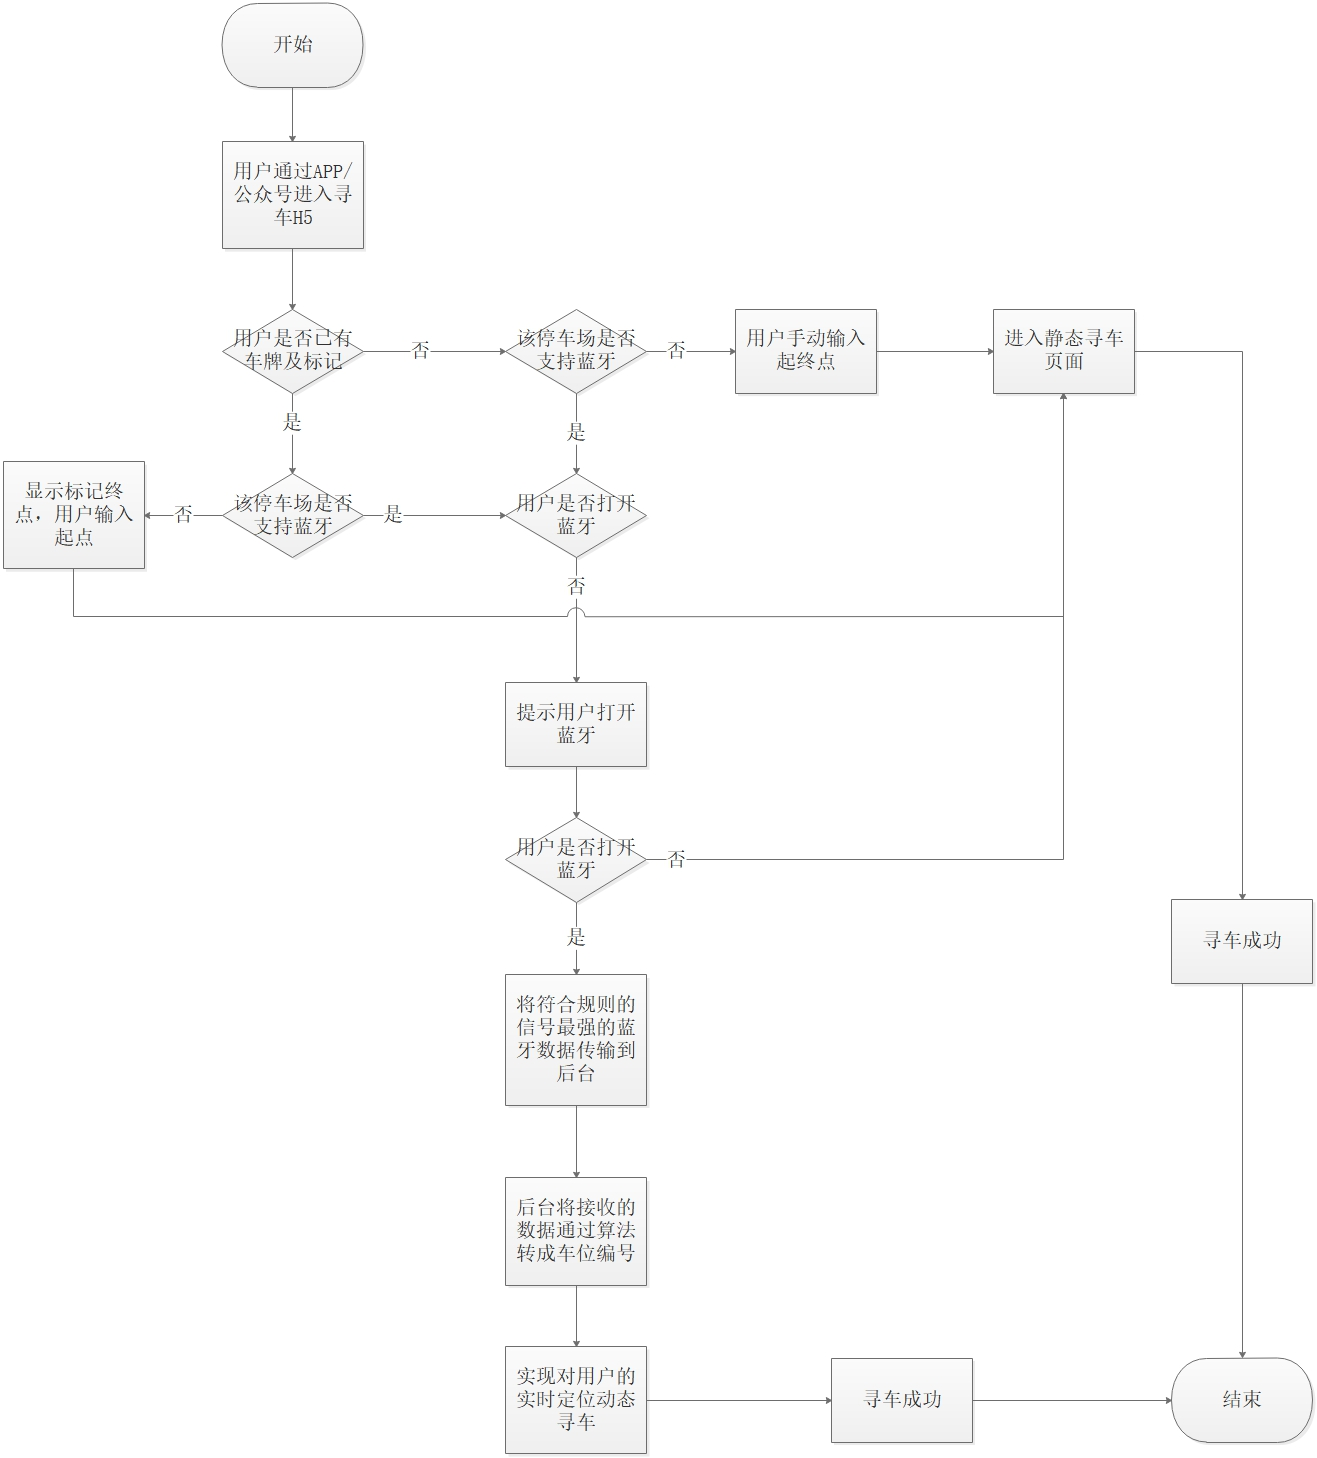 开始
用户通过APP/
公众号进入寻
车H5
用户是否已有
车牌及标记
否
该停车场是否
支持蓝牙
否
用户手动输入
起终点
进入静态寻车
页面
是
是
显示标记终
点，用户输入
起点
否
该停车场是否
支持蓝牙
是
用户是否打开
蓝牙
否
提示用户打开
蓝牙
用户是否打开
蓝牙
否
是
寻车成功
将符合规则的
信号最强的蓝
牙数据传输到
后台
后台将接收的
数据通过算法
转成车位编号
实现对用户的
实时定位动态
寻车
寻车成功
结束